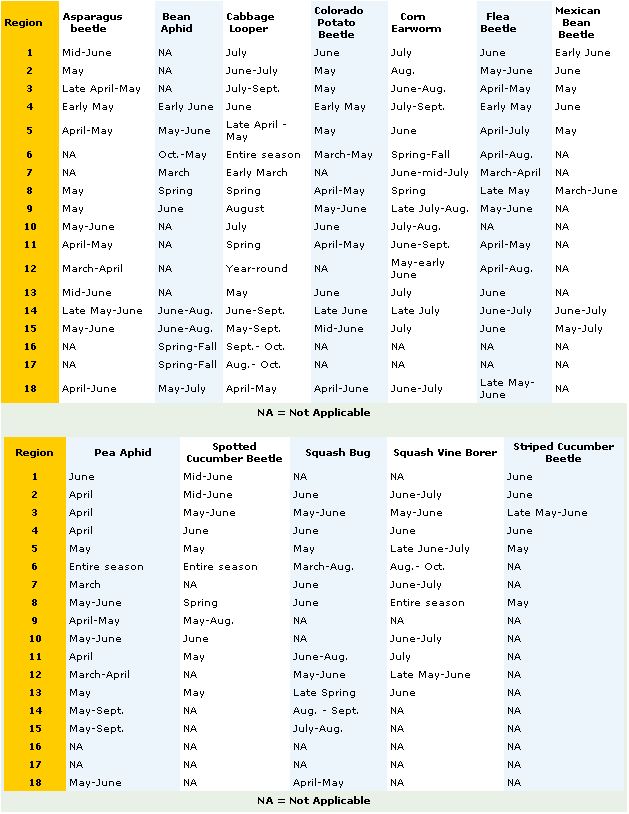 Region Asparagus beetle Bean Aphid Cabbage Looper Colorado Potato Beetle Corn Earworm Flea Beetle Mexican Bean Beetle
1 Mid-June NA July June July June Early June
2 May NA June-July May Aug. May-June June
3 Late April-May NA July-Sept. May June-Aug. April-May May
4 Early May Early June June Early May July-Sept. Early May June
5 April-May May-June Late April - May May June April-July May
6 NA Oct.-May Entire season March-May Spring-Fall April-Aug. NA
7 NA March Early March NA June-mid-July March-April NA
8 May Spring Spring April-May Spring Late May March-June
9 May June August May-June Late July-Aug. May-June NA
10 May-June NA July June July-Aug. NA NA
11 April-May NA Spring April-May June-Sept. April-May NA
12 March-April NA Year-round NA May-early June April-Aug. NA
13 Mid-June NA May June July June NA
14 Late May-June June-Aug. June-Sept. Late June Late July June-July June-July
15 May-June June-Aug. May-Sept. Mid-June July June May-July
16 NA Spring-Fall Sept.- Oct. NA NA NA NA
17 NA Spring-Fall Aug.- Oct. NA NA NA NA
18 April-June May-July April-May April-June June-July Late May-June NA
NA = Not Applicable
Region Pea Aphid Spotted Cucumber Beetle Squash Bug Squash Vine Borer Striped Cucumber Beetle
1 June Mid-June NA NA June
2 April Mid-June June June-July June
3 April May-June May-June May-June Late May-June
4 April June June June June
5 May May May Late June-July May
6 Entire season Entire season March-Aug. Aug.- Oct. NA
7 March NA June June-July NA
8 May-June Spring June Entire season May
9 April-May May-Aug. NA NA NA
10 May-June June NA June-July NA
11 April May June-Aug. July NA
12 March-April NA May-June Late May-June NA
13 May May Late Spring June NA
14 May-Sept. NA Aug. - Sept. NA NA
15 May-Sept. NA July-Aug. NA NA
16 NA NA NA NA NA
17 NA NA NA NA NA
18 May-June NA April-May NA NA
NA = Not Applicable